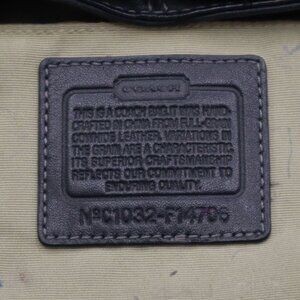 COACH
THIS IS A COACH BAG. IT WAS HAND-
CRAFTED IN CHINA FROM FULL-GRAIN
COWHIDE LEATHER. VARIATIONS IN
THE GRAIN ARE A CHARACTERISTIC.
ITS SUPERIOR CRAFTSMANSHIP
REFLECTS OUR COMMITMENT TO
ENDURING QUALITY.
Nº C1032-F14706